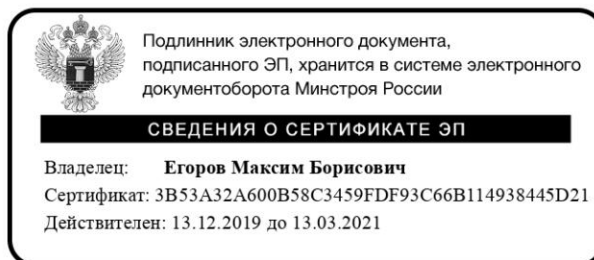 Подлинник электронного документа,
подписанного ЭП, хранится в системе электронного
документоборота Минстроя России
СВЕДЕНИЯ О СЕРТИФИКАТЕ ЭП
Владелец: Егоров Максим Борисович
Сертификат: 3B53A32A600B58C3459FDF93C66B114938445D21
Действителен: 13.12.2019 до 13.03.2021